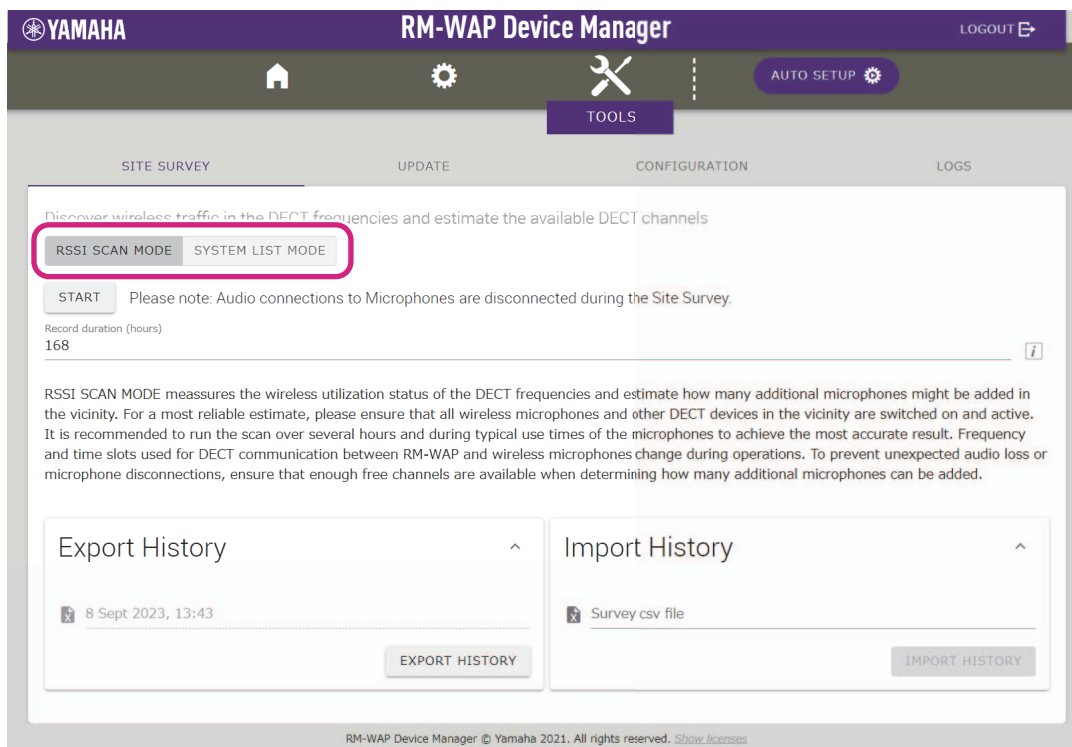 YAMAHA
RM-WAP Device Manager
LOGOUT
AUTO SETUP
TOOLS
SITE SURVEY
UPDATE
CONFIGURATION
LOGS
Discover wireless traffic in the DECT frequencies and estimate the available DECT channels
RSSI SCAN MODE
SYSTEM LIST MODE
START
Please note: Audio connections to Microphones are disconnected during the Site Survey.
Record duration (hours)
168
i
RSSI SCAN MODE meassures the wireless utilization status of the DECT frequencies and estimate how many additional microphones might be added in
the vicinity. For a most reliable estimate, please ensure that all wireless microphones and other DECT devices in the vicinity are switched on and active.
It is recommended to run the scan over several hours and during typical use times of the microphones to achieve the most accurate result. Frequency
and time slots used for DECT communication between RM-WAP and wireless microphones change during operations. To prevent unexpected audio loss or
microphone disconnections, ensure that enough free channels are available when determining how many additional microphones can be added.
Export History
8 Sept 2023, 13:43
EXPORT HISTORY
Import History
Survey csv file
IMPORT HISTORY
RM-WAP Device Manager © Yamaha 2021. All rights reserved. Show licenses